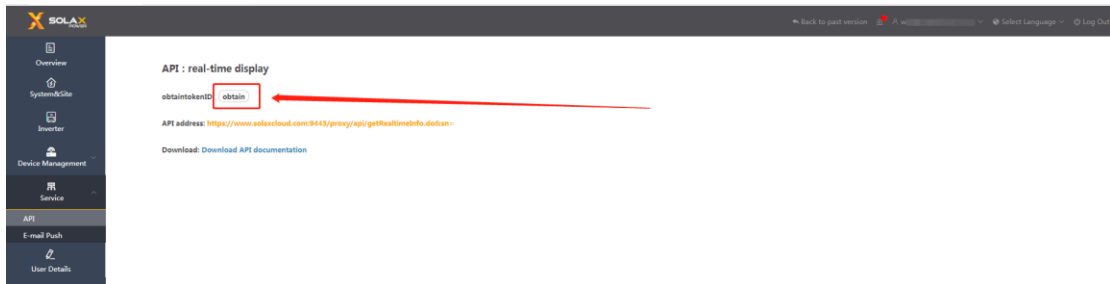 SOLAX
POWER
Back to past version
Select Language
Log Out
Overview
System&Site
Inverter
Device Management
Service
API
E-mail Push
User Details
API : real-time display
obtaintokenID: obtain
API address: https://www.solaxcloud.com:9443/proxy/api/getRealtimeInfo.do&sn=
Download: Download API documentation